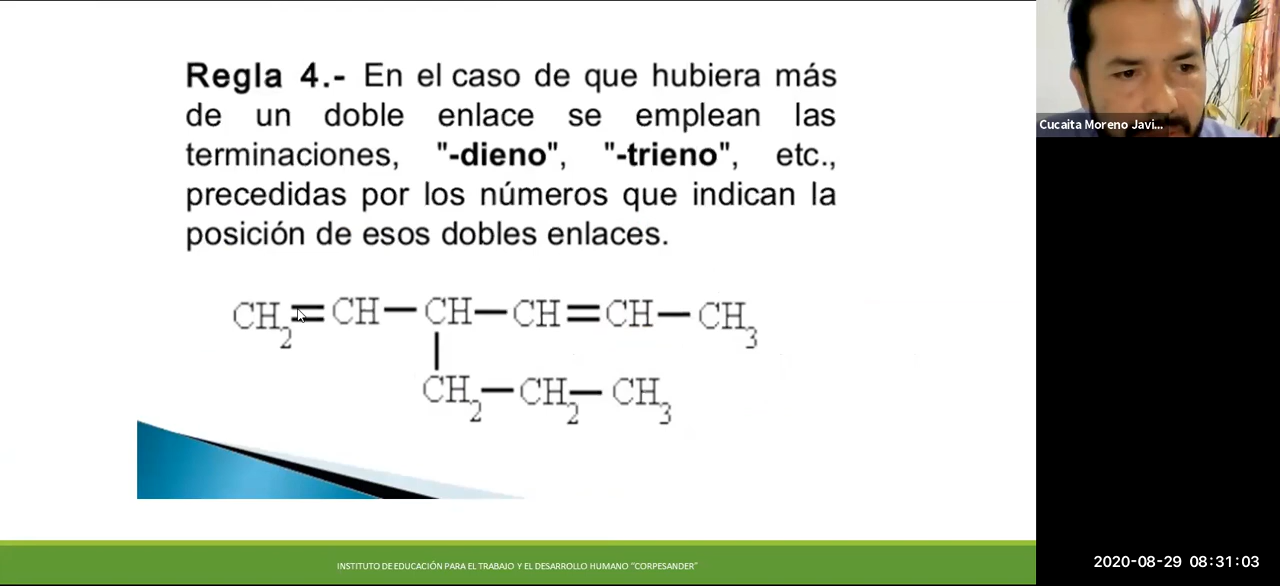 Regla 4.- En el caso de que hubiera más
de un doble enlace se emplean las
terminaciones, "-dieno", "-trieno", etc.,
precedidas por los números que indican la
posición de esos dobles enlaces.
CH₂=CH—CH—CH=CH—CH₃
|
CH₂—CH₂—CH₃
INSTITUTO DE EDUCACIÓN PARA EL TRABAJO Y EL DESARROLLO HUMANO "CORPESANDER"
Cucaita Moreno Javi...
2020-08-29 08:31:03